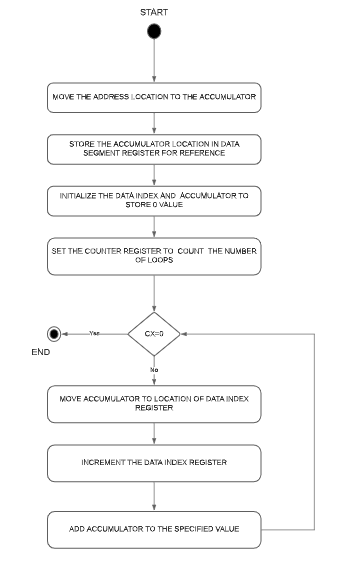 START
MOVE THE ADDRESS LOCATION TO THE ACCUMULATOR
STORE THE ACCUMULATOR LOCATION IN DATA
SEGMENT REGISTER FOR REFERENCE
INITIALIZE THE DATA INDEX AND ACCUMULATOR TO
STORE 0 VALUE
SET THE COUNTER REGISTER TO COUNT THE NUMBER
OF LOOPS
CX=0
Yes
END
No
MOVE ACCUMULATOR TO LOCATION OF DATA INDEX
REGISTER
INCREMENT THE DATA INDEX REGISTER
ADD ACCUMULATOR TO THE SPECIFIED VALUE